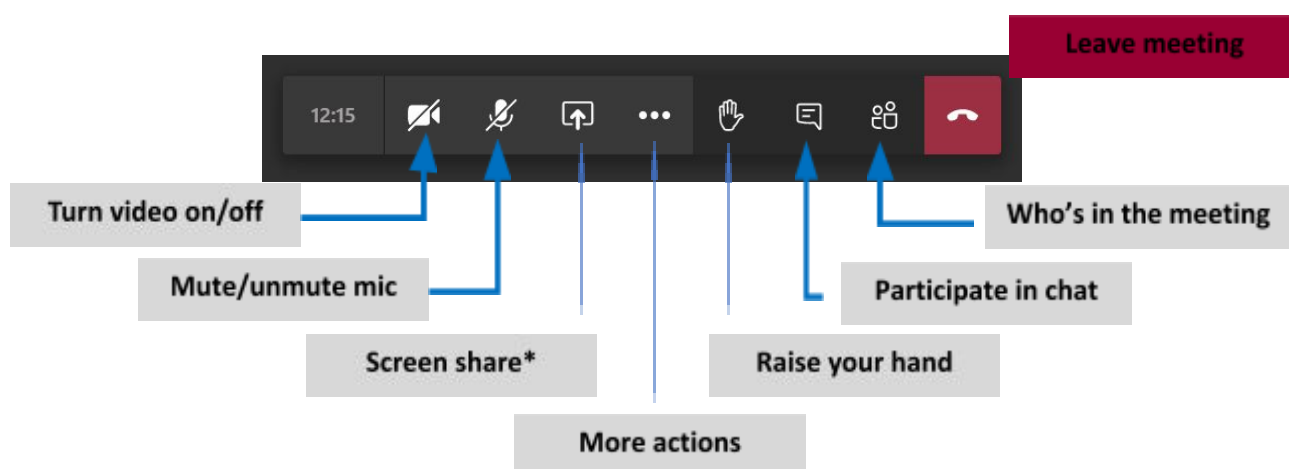 Leave meeting
12:15
Turn video on/off
Who's in the meeting
Mute/unmute mic
Participate in chat
Screen share*
Raise your hand
More actions